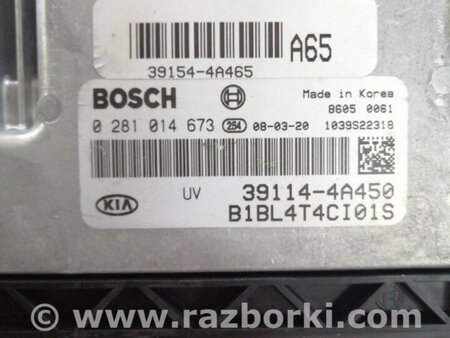 39154-4A465
A65
BOSCH
Made in Korea
8605 0061
0 281 014 673 254 08-03-20 1039S22318
KIA
UV
39114-4A450
B1BL4T4CI01S
www.razborki.com